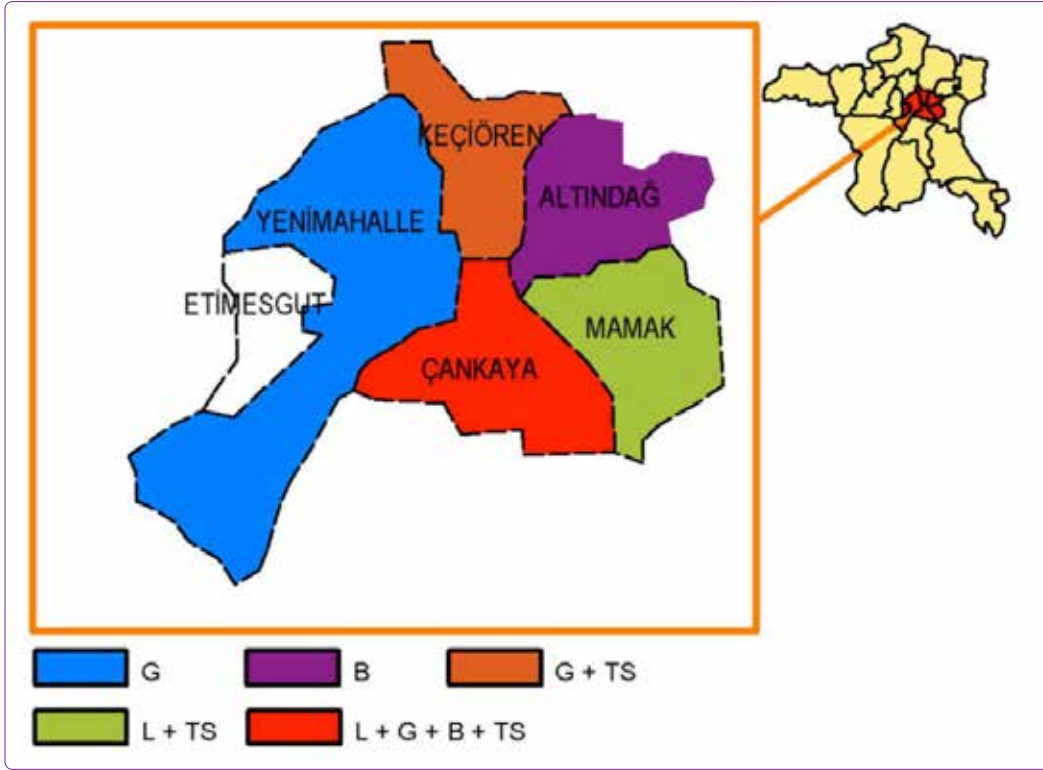 KEÇİÖREN
ALTINDAĞ
YENİMAHALLE
ETİMESGUT
MAMAK
ÇANKAYA
G
B
G + TS
L + TS
L + G + B + TS